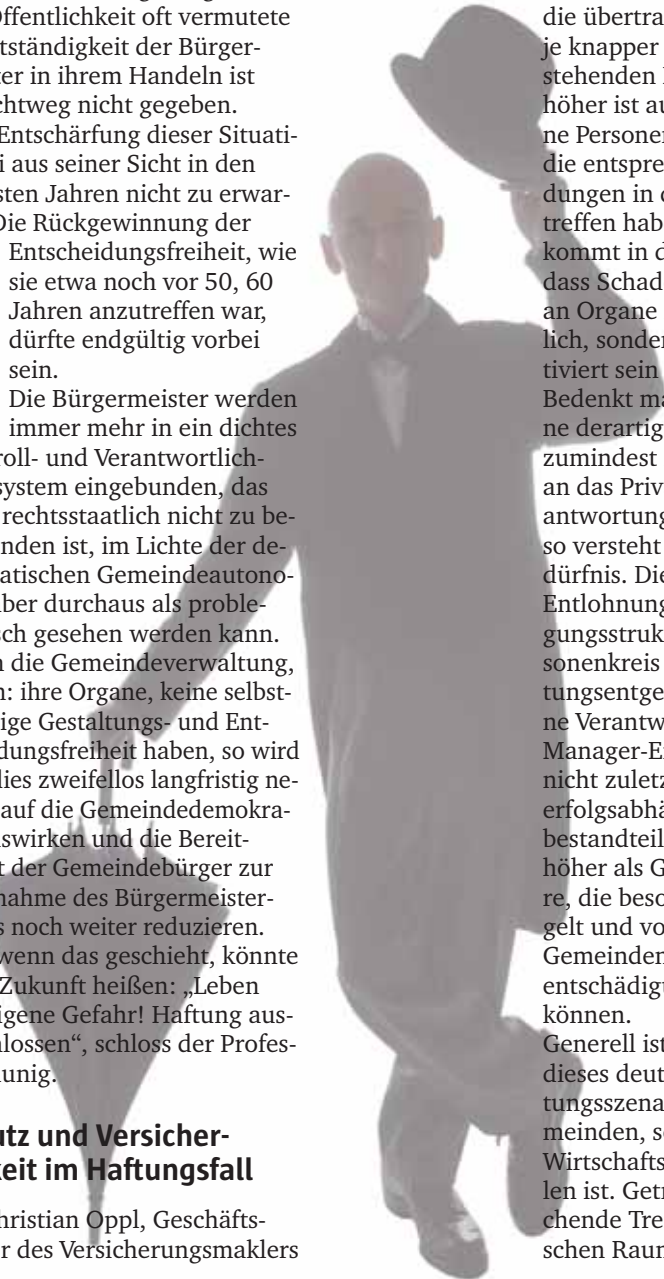 Öffentlichkeit oft vermutete
tständigkeit der Bürger-
ter in ihrem Handeln ist
chtweg nicht gegeben.
Entschärfung dieser Situati-
i aus seiner Sicht in den
sten Jahren nicht zu erwar-
Die Rückgewinnung der
Entscheidungsfreiheit, wie
sie etwa noch vor 50, 60
Jahren anzutreffen war,
dürfte endgültig vorbei
sein.
Die Bürgermeister werden
immer mehr in ein dichtes
roll- und Verantwortlich-
system eingebunden, das
rechtsstaatlich nicht zu be-
nden ist, im Lichte der de-
atischen Gemeindeautono-
ber durchaus als proble-
sch gesehen werden kann.
n die Gemeindeverwaltung,
n: ihre Organe, keine selbst-
ige Gestaltungs- und Ent-
dungsfreiheit haben, so wird
dies zweifellos langfristig ne-
auf die Gemeindedemokra-
swirken und die Bereit-
t der Gemeindebürger zur
nahme des Bürgermeister-
s noch weiter reduzieren.
wenn das geschieht, könnte
Zukunft heißen: „Leben
igene Gefahr! Haftung aus-
lossen“, schloss der Profes-
unig.
utz und Versicher-
keit im Haftungsfall
hristian Oppl, Geschäfts-
r des Versicherungsmaklers
die übertra
je knapper
stehenden
höher ist au
ne Personen
die entspre
dungen in d
treffen hab
kommt in d
dass Schad
an Organe
lich, sonder
tiviert sein
Bedenkt ma
ne derartig
zumindest
an das Priv
antwortung
so versteht
dürfnis. Die
Entlohnung
gungsstruk
sonenkreis
tungsentge
ne Verantw
Manager-E
nicht zuletz
erfolgsabhä
bestandteil
höher als G
re, die beso
gelt und vo
Gemeinden
entschädigu
können.
Generell ist
dieses deut
tungsszena
meinden, so
Wirtschafts
len ist. Getr
chende Tre
schen Raum